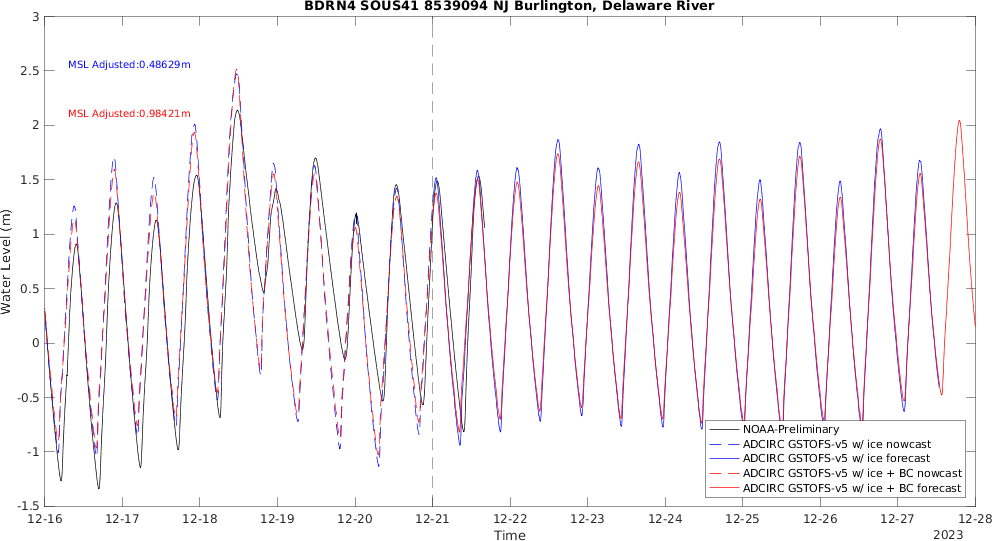 BDRN4 SOUS41 8539094 NJ Burlington, Delaware River
3
2.5
2
1.5
1
0.5
0
-0.5
-1
-1.5
Water Level (m)
MSL Adjusted:0.48629m
MSL Adjusted:0.98421m
NOAA-Preliminary
ADCIRC GSTOFS-v5 w/ ice nowcast
ADCIRC GSTOFS-v5 w/ ice forecast
ADCIRC GSTOFS-v5 w/ ice + BC nowcast
ADCIRC GSTOFS-v5 w/ ice + BC forecast
12-16 12-17 12-18 12-19 12-20 12-21 12-22 12-23 12-24 12-25 12-26 12-27 12-28
Time
2023